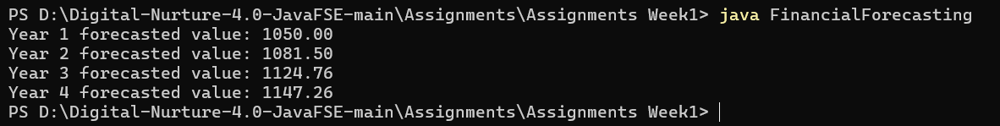 PS D:\Digital-Nurture-4.0-JavaFSE-main\Assignments\Assignments Week1> java FinancialForecasting
Year 1 forecasted value: 1050.00
Year 2 forecasted value: 1081.50
Year 3 forecasted value: 1124.76
Year 4 forecasted value: 1147.26
PS D:\Digital-Nurture-4.0-JavaFSE-main\Assignments\Assignments Week1>